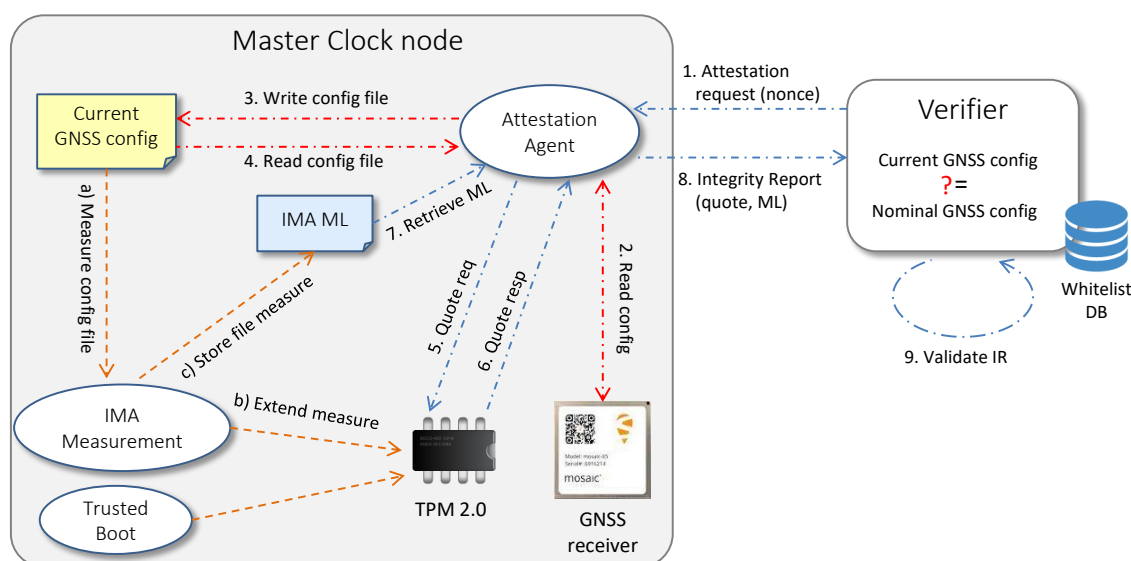 Master Clock node
1. Attestation
request (nonce)
3. Write config file
Current
GNSS config
Attestation
Agent
Verifier
4. Read config file
Current GNSS config
?=
Nominal GNSS config
8. Integrity Report
(quote, ML)
a) Measure config file
IMA ML
7. Retrieve ML
2. Read config
5. Quote req
6. Quote resp
c) Store file measure
Whitelist
DB
9. Validate IR
IMA
Measurement
b) Extend measure
Model: mosaic-X5
mosaic
Trusted
Boot
TPM 2.0
GNSS
receiver